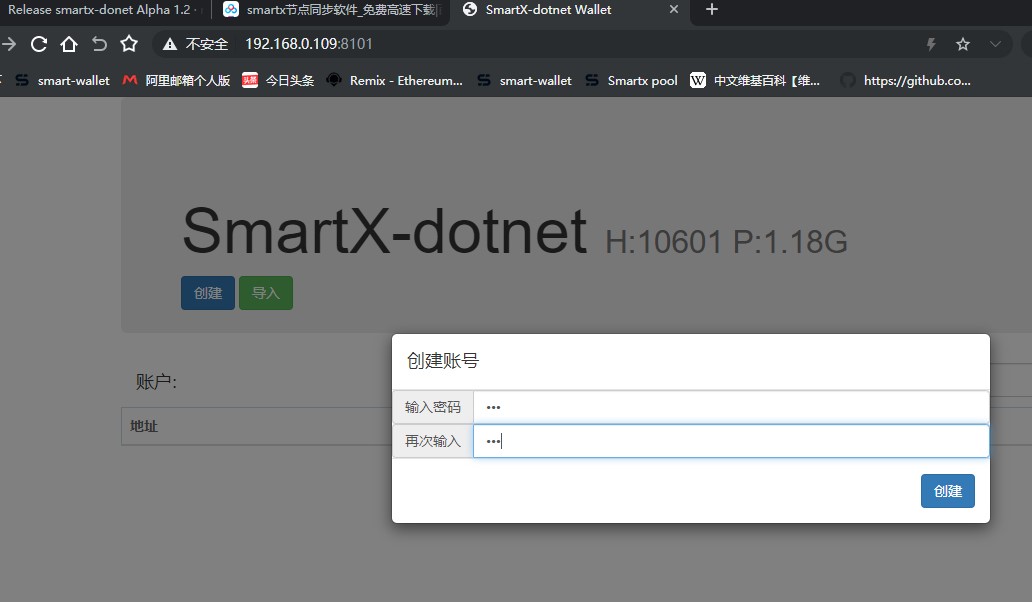 Release smartx-donet Alpha 1.2 · smartx节点同步软件_免费高速下载 SmartX-dotnet Wallet
不安全 192.168.0.109:8101
smart-wallet 阿里邮箱个人版 头条 今日头条 Remix - Ethereum... smart-wallet Smartx pool W 中文维基百科【维... https://github.co...
SmartX-dotnet H:10601 P:1.18G
创建 导入
创建账号
账户:
输入密码 •••
地址
再次输入 •••
创建